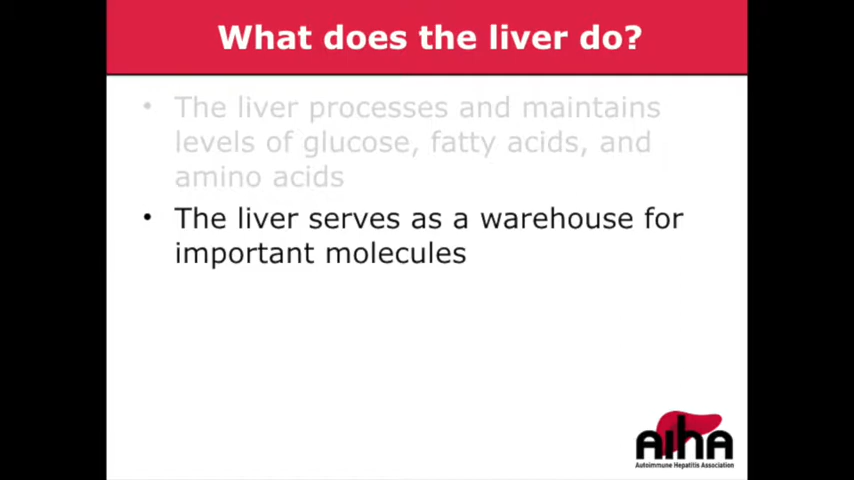 What does the liver do?
• The liver processes and maintains
levels of glucose, fatty acids, and
amino acids
• The liver serves as a warehouse for
important molecules
AIHA
Autoimmune Hepatitis Association